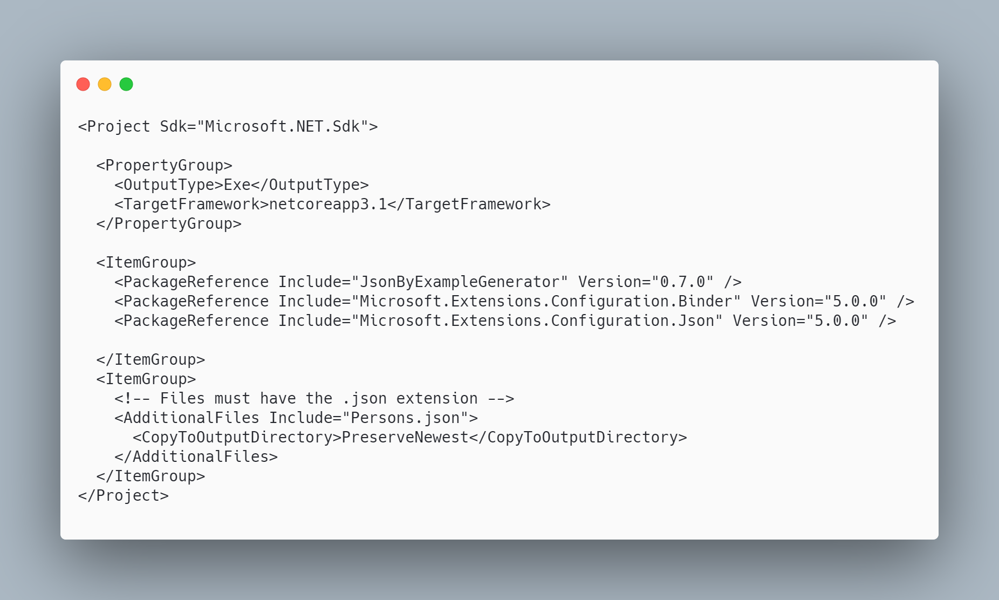 <Project Sdk="Microsoft.NET.Sdk">
<PropertyGroup>
<OutputType>Exe</OutputType>
<TargetFramework>netcoreapp3.1</TargetFramework>
</PropertyGroup>
<ItemGroup>
<PackageReference Include="JsonByExampleGenerator" Version="0.7.0" />
<PackageReference Include="Microsoft.Extensions.Configuration.Binder" Version="5.0.0" />
<PackageReference Include="Microsoft.Extensions.Configuration.Json" Version="5.0.0" />
</ItemGroup>
<ItemGroup>
<!-- Files must have the .json extension -->
<AdditionalFiles Include="Persons.json">
<CopyToOutputDirectory>PreserveNewest</CopyToOutputDirectory>
</AdditionalFiles>
</ItemGroup>
</Project>